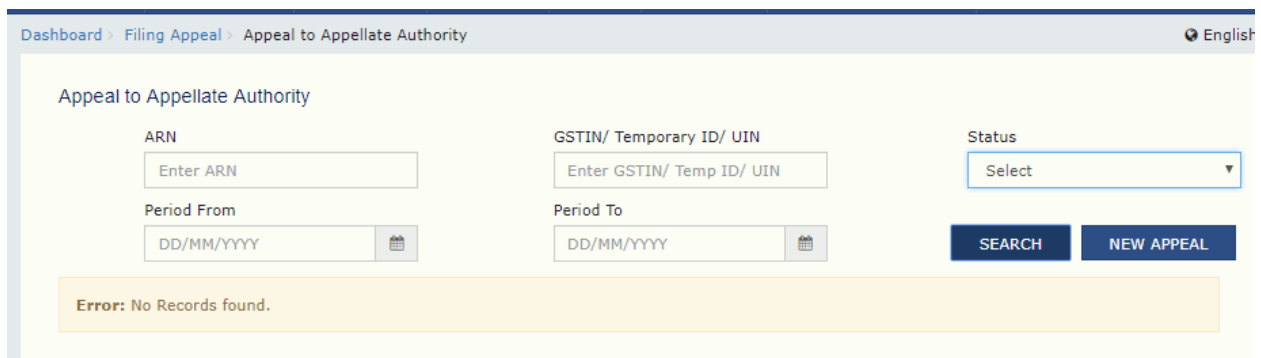 Dashboard > Filing Appeal > Appeal to Appellate Authority
English
Appeal to Appellate Authority
ARN
GSTIN/ Temporary ID/ UIN
Status
Enter ARN
Enter GSTIN/ Temp ID/ UIN
Select
Period From
Period To
DD/MM/YYYY
DD/MM/YYYY
SEARCH
NEW APPEAL
Error: No Records found.